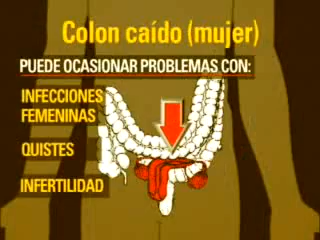 Colon caído (mujer)
PUEDE OCASIONAR PROBLEMAS CON:
INFECCIONES
FEMENINAS
QUISTES
INFERTILIDAD